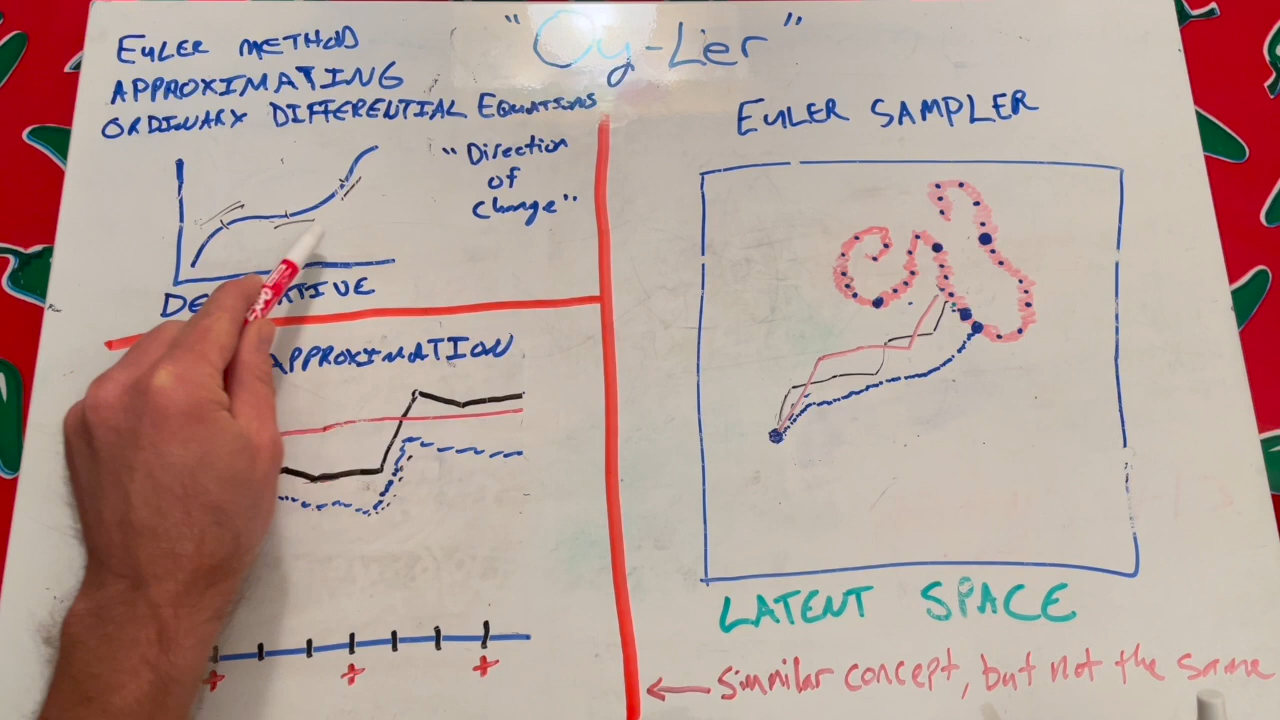 "Oy-Ler"
EULER METHOD
APPROXIMATING
ORDINARY DIFFERENTIAL EQUATIONS
"Direction
of
Change"
APPROXIMATION
+ + +
EULER SAMPLER
LATENT SPACE
← Simnilar concept, but not the same